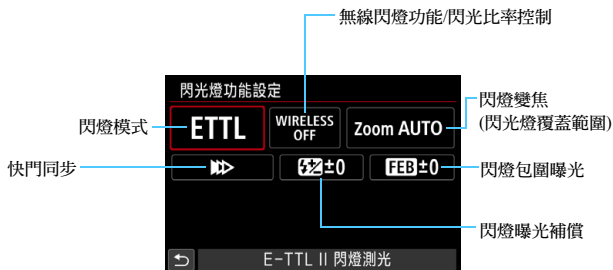 無線閃燈功能/閃光比率控制
閃光燈功能設定
閃燈模式
ETTL
WIRELESS
OFF
Zoom AUTO
閃燈變焦
(閃光燈覆蓋範圍)
快門同步
±0
FEB±0
閃燈包圍曝光
閃燈曝光補償
E-TTL II 閃燈測光